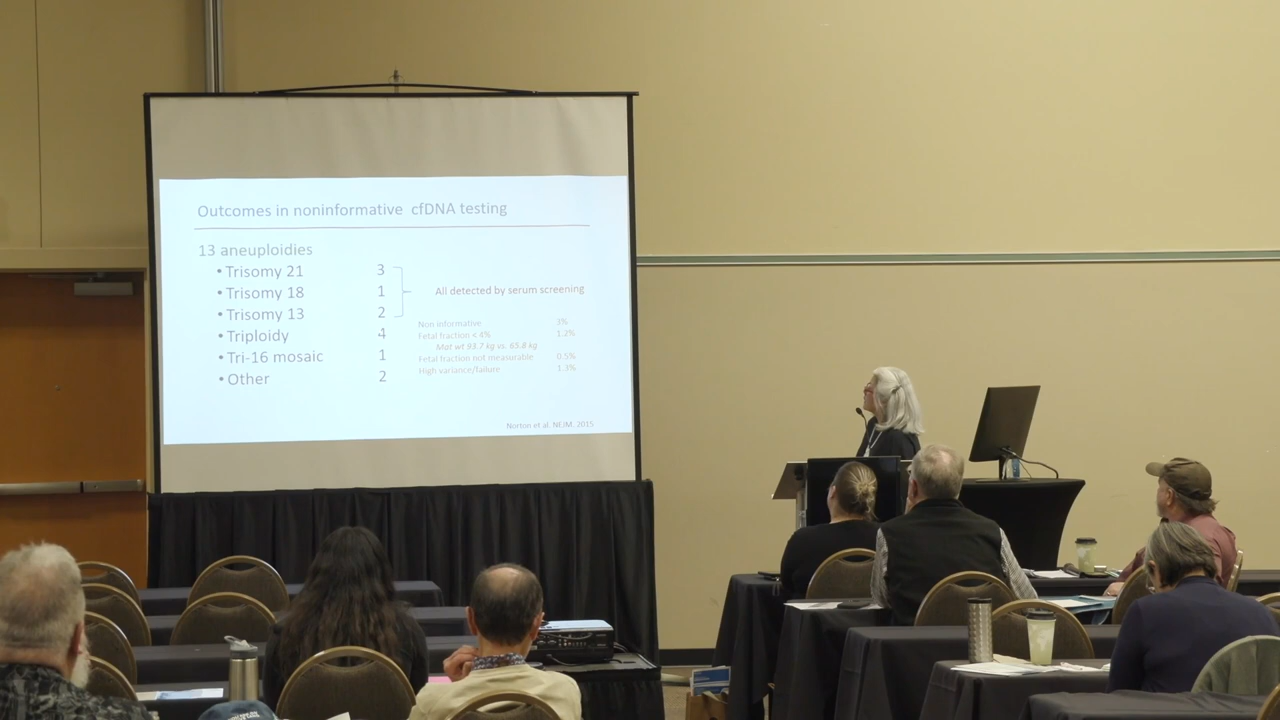 Outcomes in noninformative cfDNA testing
13 aneuploidies
• Trisomy 21 3
• Trisomy 18 1
• Trisomy 13 2
• Triploidy 4
• Tri-16 mosaic 1
• Other 2
All detected by serum screening
Non informative 3%
Fetal fraction < 4% 1.2%
Mat wt 93.7 kg vs. 65.8 kg
Fetal fraction not measurable 0.5%
High variance/failure 1.3%
Norton et al. NEJM, 2015